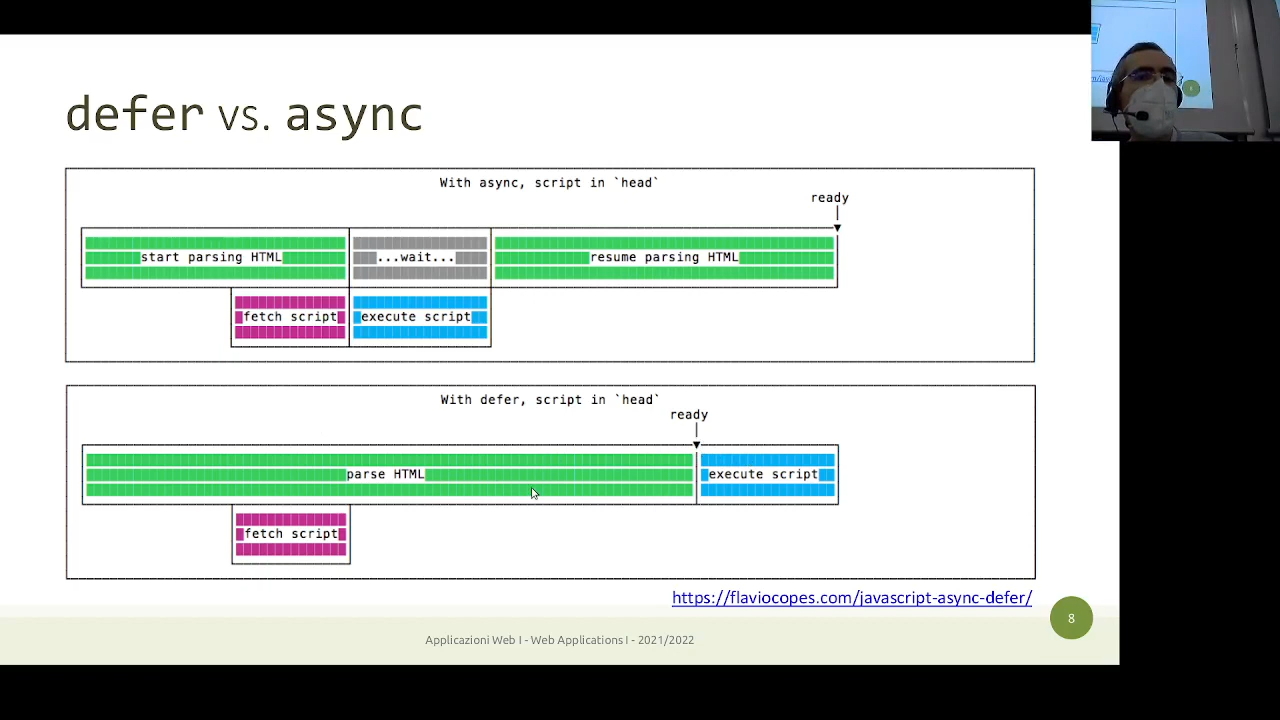 defer vs. async
With async, script in `head`
ready
start parsing HTML
...wait...
resume parsing HTML
fetch script
execute script
With defer, script in `head`
ready
parse HTML
execute script
fetch script
https://flaviocopes.com/javascript-async-defer/
8
Applicazioni Web I - Web Applications I - 2021/2022